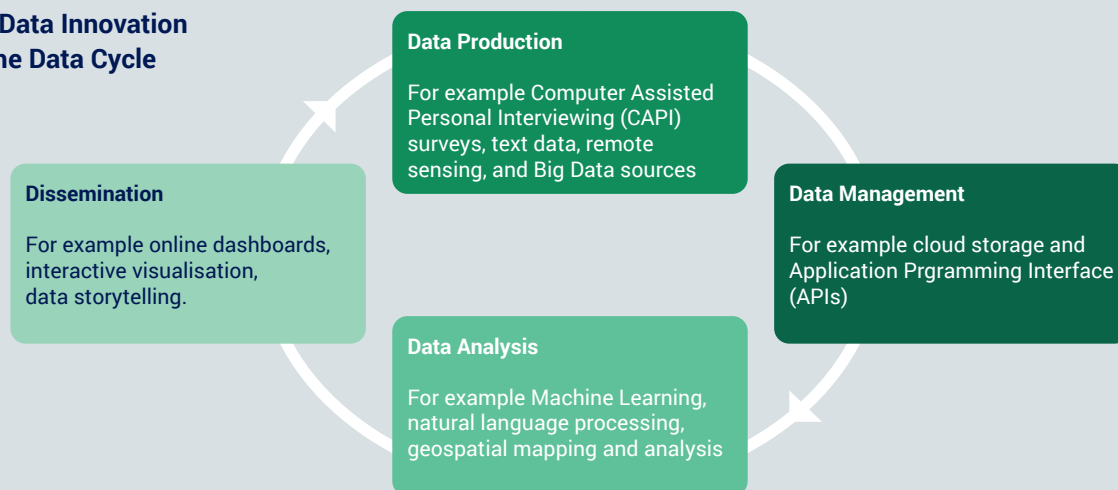 Data Innovation
ne Data Cycle
Data Production
For example Computer Assisted
Personal Interviewing (CAPI)
surveys, text data, remote
sensing, and Big Data sources
Dissemination
For example online dashboards,
interactive visualisation,
data storytelling.
Data Management
For example cloud storage and
Application Prgramming Interface
(APIs)
Data Analysis
For example Machine Learning,
natural language processing,
geospatial mapping and analysis